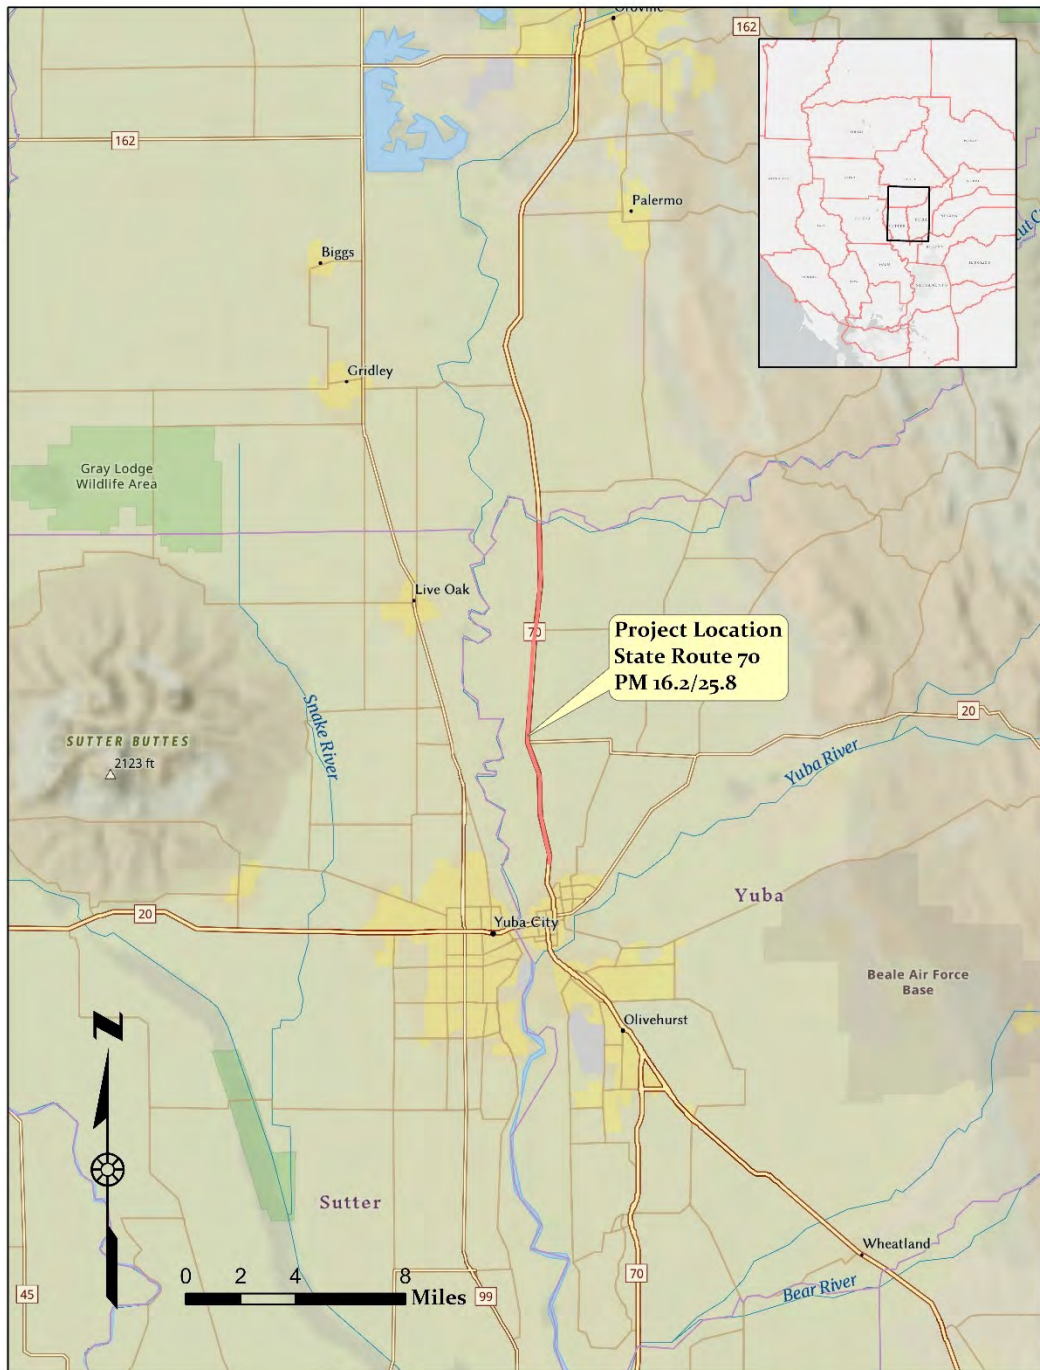 Oroville
162
162
Palermo
Biggs
Gridley
Gray Lodge
Wildlife Area
Live Oak
70
Project Location
State Route 70
PM 16.2/25.8
SUTTER BUTTES
2123 ft
Snake River
20
Yuba River
20
Yuba City
Yuba
Beale Air Force
Base
Olivehurst
N
Sutter
Wheatland
Bear River
0 2 4 8
Miles
45
99
70